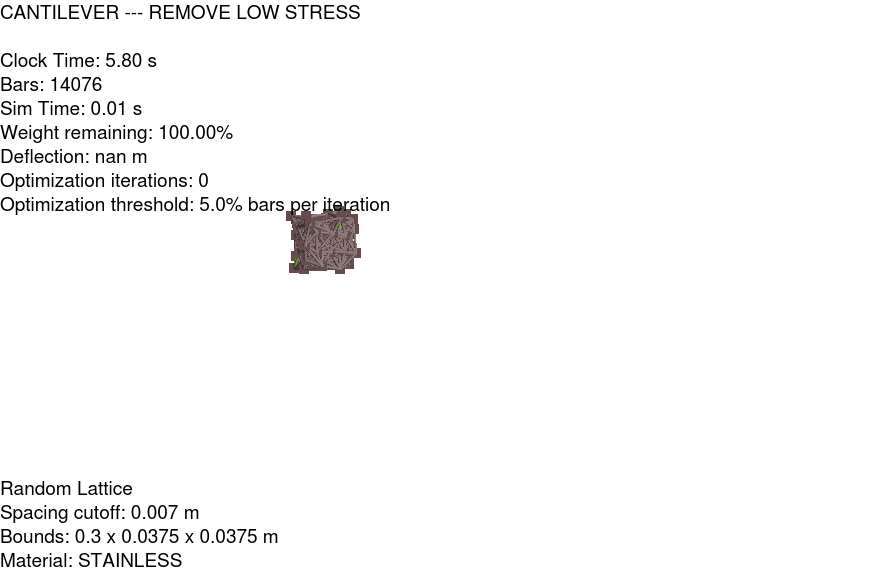 CANTILEVER --- REMOVE LOW STRESS
Clock Time: 5.80 s
Bars: 14076
Sim Time: 0.01 s
Weight remaining: 100.00%
Deflection: nan m
Optimization iterations: 0
Optimization threshold: 5.0% bars per iteration
Random Lattice
Spacing cutoff: 0.007 m
Bounds: 0.3 x 0.0375 x 0.0375 m
Material: STAINLESS